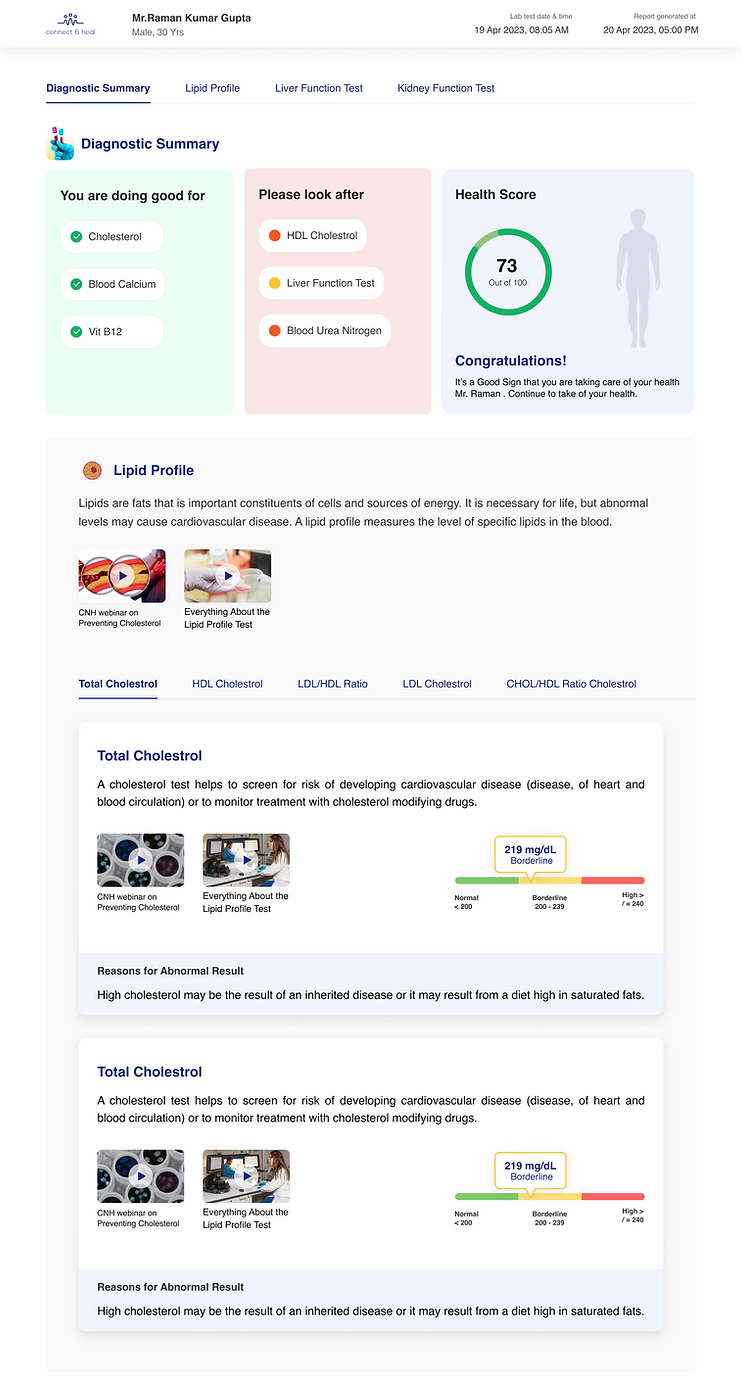 connect & heal
Mr.Raman Kumar Gupta
Male, 30 Yrs
Lab test date & time
19 Apr 2023, 08:05 AM
Report generated at
20 Apr 2023, 05:00 PM
Diagnostic Summary
Lipid Profile
Liver Function Test
Kidney Function Test
Diagnostic Summary
You are doing good for
Cholesterol
Blood Calcium
Vit B12
Please look after
HDL Cholestrol
Liver Function Test
Blood Urea Nitrogen
Health Score
73
Out of 100
Congratulations!
It's a Good Sign that you are taking care of your health
Mr. Raman . Continue to take of your health.
Lipid Profile
Lipids are fats that is important constituents of cells and sources of energy. It is necessary for life, but abnormal
levels may cause cardiovascular disease. A lipid profile measures the level of specific lipids in the blood.
CNH webinar on
Preventing Cholesterol
Everything About the
Lipid Profile Test
Total Cholestrol
HDL Cholestrol
LDL/HDL Ratio
LDL Cholestrol
CHOL/HDL Ratio Cholestrol
Total Cholestrol
A cholesterol test helps to screen for risk of developing cardiovascular disease (disease, of heart and
blood circulation) or to monitor treatment with cholesterol modifying drugs.
CNH webinar on
Preventing Cholesterol
Everything About the
Lipid Profile Test
219 mg/dL
Borderline
Normal
< 200
Borderline
200 - 239
High >
/ = 240
Reasons for Abnormal Result
High cholesterol may be the result of an inherited disease or it may result from a diet high in saturated fats.
Total Cholestrol
A cholesterol test helps to screen for risk of developing cardiovascular disease (disease, of heart and
blood circulation) or to monitor treatment with cholesterol modifying drugs.
CNH webinar on
Preventing Cholesterol
Everything About the
Lipid Profile Test
219 mg/dL
Borderline
Normal
< 200
Borderline
200 - 239
High >
/ = 240
Reasons for Abnormal Result
High cholesterol may be the result of an inherited disease or it may result from a diet high in saturated fats.